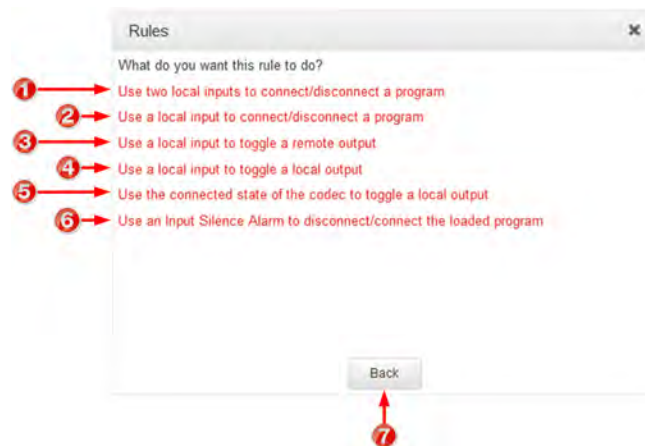 Rules
What do you want this rule to do?
1 Use two local inputs to connect/disconnect a program
2 Use a local input to connect/disconnect a program
3 Use a local input to toggle a remote output
4 Use a local input to toggle a local output
5 Use the connected state of the codec to toggle a local output
6 Use an Input Silence Alarm to disconnect/connect the loaded program
Back
7